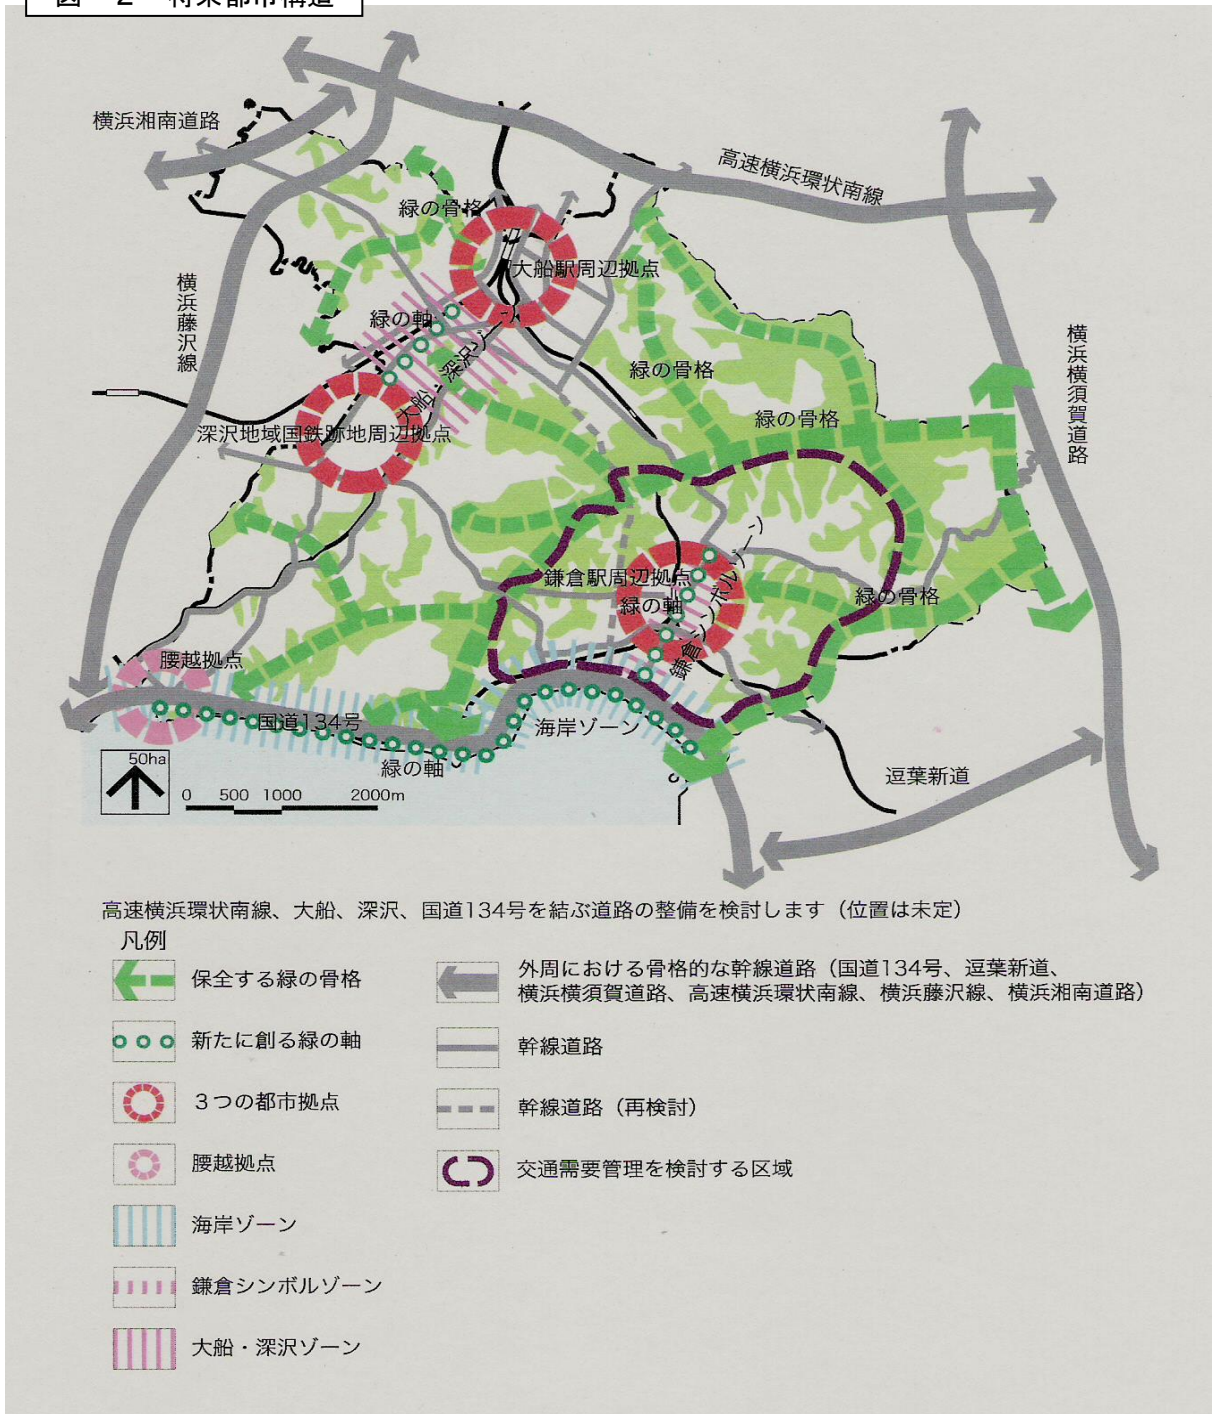 図－２ 将来都市構造
横浜湘南道路
高速横浜環状南線
緑の骨格
大船駅周辺拠点
横浜藤沢線
緑の軸
大船・深沢ゾ
横浜横須賀道路
緑の骨格
緑の骨格
深沢地域国鉄跡地周辺拠点
鎌倉駅周辺拠点
緑の軸
鎌倉シンボルゾーン
緑の骨格
腰越拠点
国道134号
海岸ゾーン
緑の軸
逗葉新道
50ha
0 500 1000 2000m
高速横浜環状南線、大船、深沢、国道134号を結ぶ道路の整備を検討します（位置は未定）
凡例
保全する緑の骨格
新たに創る緑の軸
３つの都市拠点
腰越拠点
海岸ゾーン
鎌倉シンボルゾーン
大船・深沢ゾーン
外周における骨格的な幹線道路（国道134号、逗葉新道、
横浜横須賀道路、高速横浜環状南線、横浜藤沢線、横浜湘南道路）
幹線道路
幹線道路（再検討）
交通需要管理を検討する区域